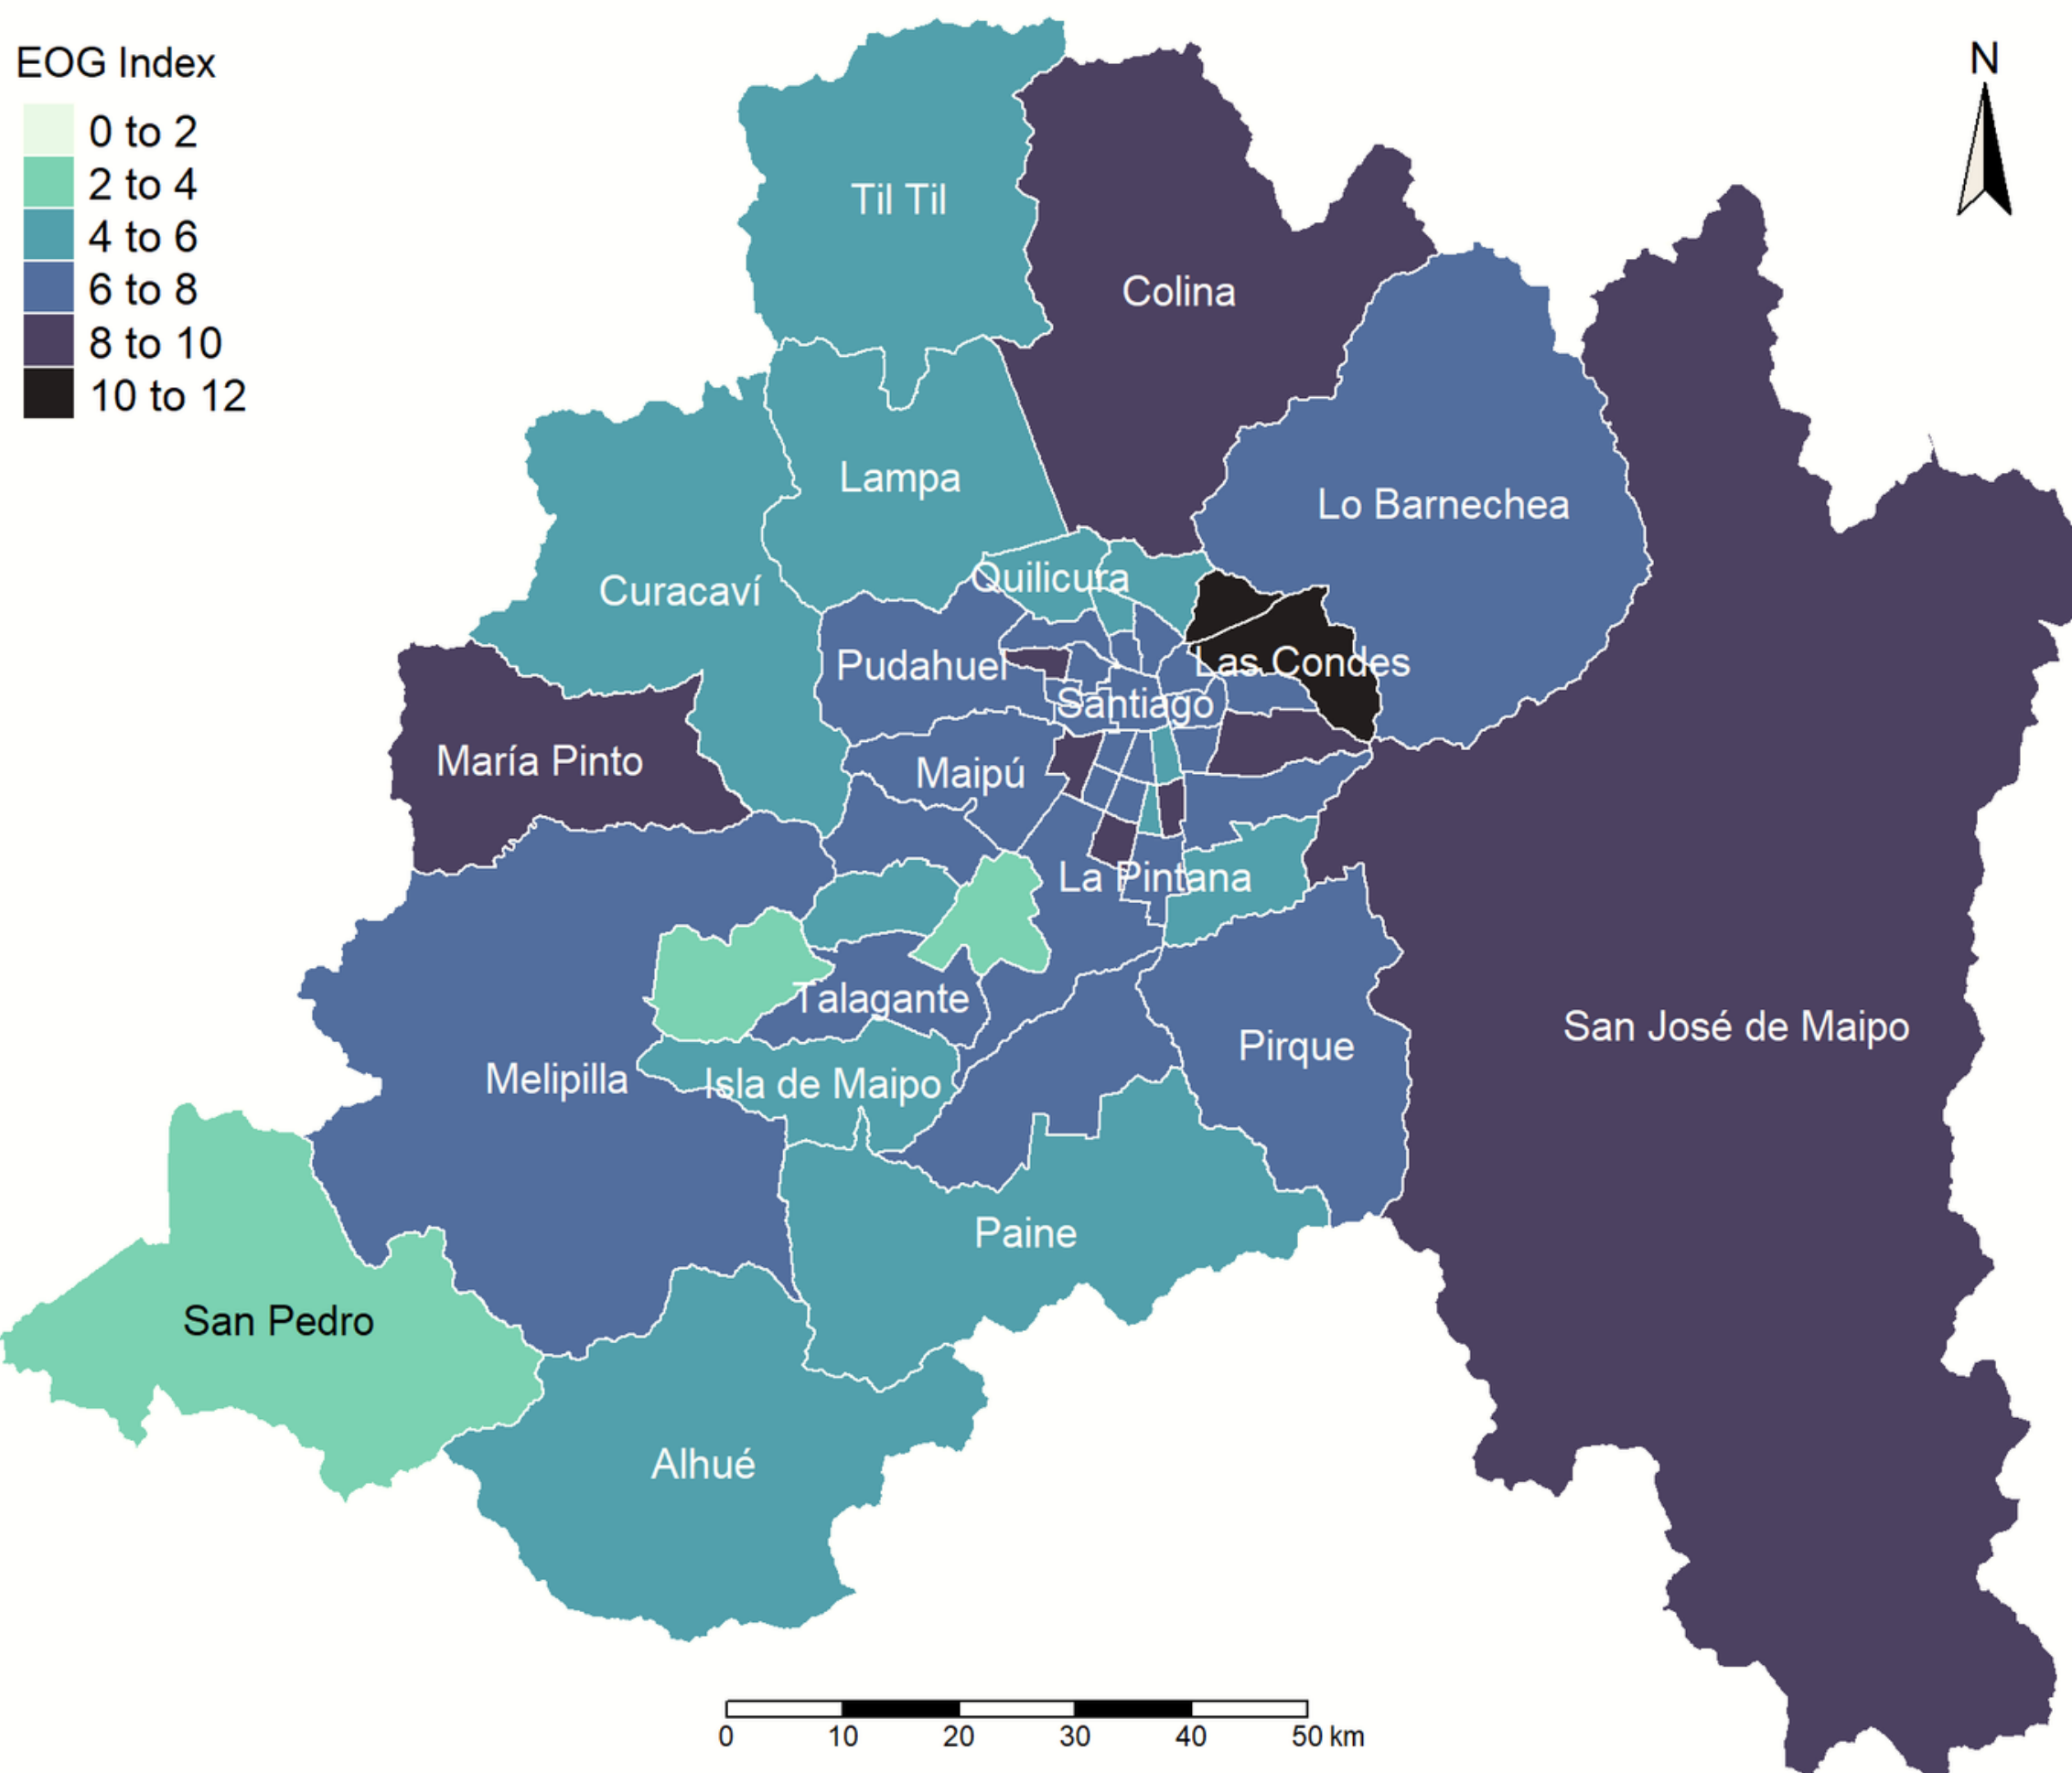 EOG Index
0 to 2
2 to 4
4 to 6
6 to 8
8 to 10
10 to 12
N
Til Til
Colina
Lampa
Lo Barnechea
Quilicura
Curacaví
Pudahuel
Las Condes
Santiago
María Pinto
Maipú
La Pintana
Talagante
San José de Maipo
Pirque
Melipilla
Isla de Maipo
Paine
San Pedro
Alhué
0 10 20 30 40 50 km